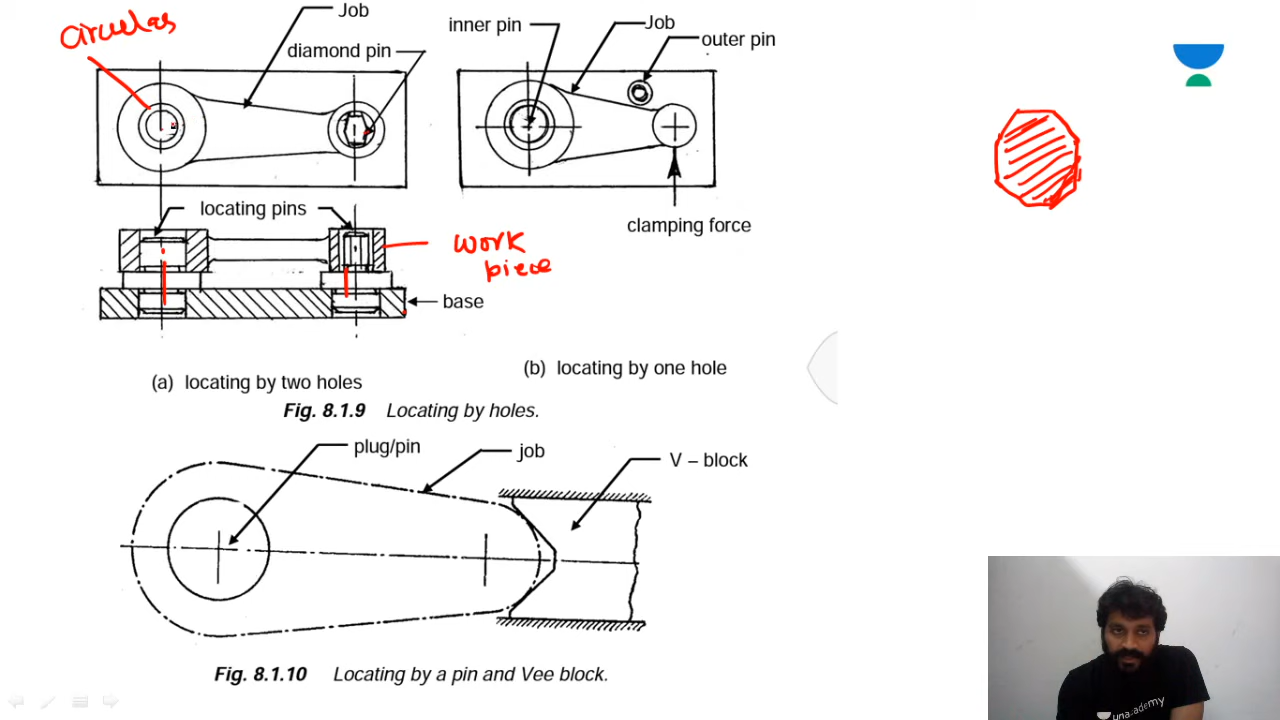 circular
Job
diamond pin
inner pin
Job
outer pin
locating pins
work
piece
clamping force
base
(a) locating by two holes
(b) locating by one hole
Fig. 8.1.9 Locating by holes.
plug/pin
job
V – block
Fig. 8.1.10 Locating by a pin and Vee block.
unacademy